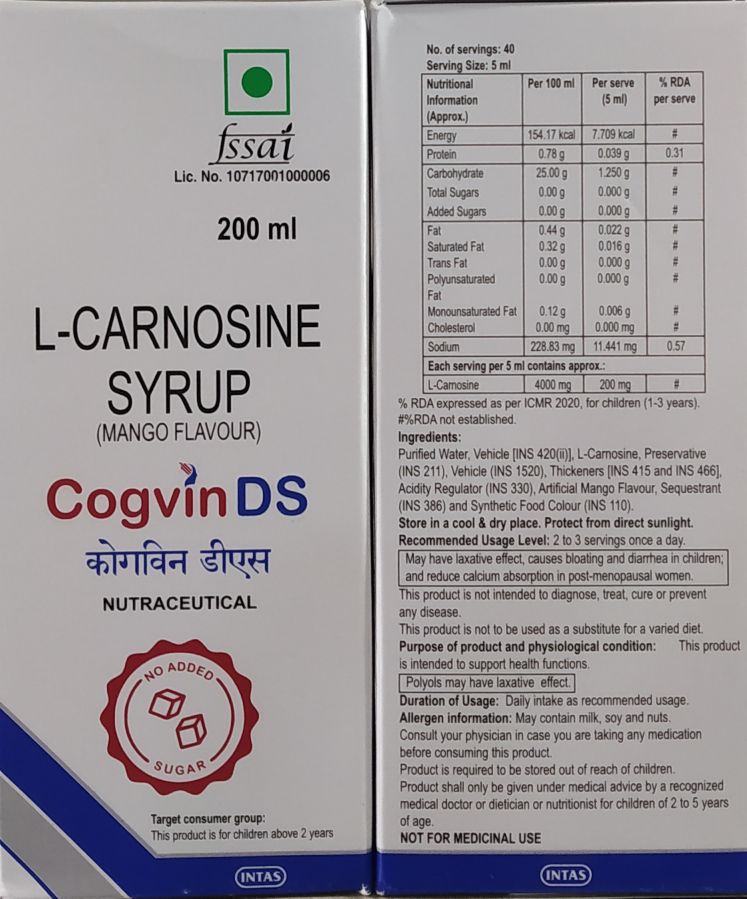 fssai
Lic. No. 10717001000006
200 ml
L-CARNOSINE
SYRUP
(MANGO FLAVOUR)
Cogvin DS
कोगविन डीएस
NUTRACEUTICAL
NO ADDED
SUGAR
Target consumer group:
This product is for children above 2 years
INTAS
No. of servings: 40
Serving Size: 5 ml
Nutritional Information (Approx.) Per 100 ml Per serve (5 ml) % RDA per serve
Energy 154.17 kcal 7.709 kcal #
Protein 0.78 g 0.039 g 0.31
Carbohydrate 25.00 g 1.250 g #
Total Sugars 0.00 g 0.000 g #
Added Sugars 0.00 g 0.000 g #
Fat 0.44 g 0.022 g #
Saturated Fat 0.32 g 0.016 g #
Trans Fat 0.00 g 0.000 g #
Polyunsaturated Fat 0.00 g 0.000 g #
Monounsaturated Fat 0.12 g 0.006 g #
Cholesterol 0.00 mg 0.000 mg #
Sodium 228.83 mg 11.441 mg 0.57
Each serving per 5 ml contains approx.:
L-Carnosine 4000 mg 200 mg #
% RDA expressed as per ICMR 2020, for children (1-3 years).
#%RDA not established.
Ingredients:
Purified Water, Vehicle [INS 420(ii)], L-Carnosine, Preservative
(INS 211), Vehicle (INS 1520), Thickeners [INS 415 and INS 466],
Acidity Regulator (INS 330), Artificial Mango Flavour, Sequestrant
(INS 386) and Synthetic Food Colour (INS 110).
Store in a cool & dry place. Protect from direct sunlight.
Recommended Usage Level: 2 to 3 servings once a day.
May have laxative effect, causes bloating and diarrhea in children;
and reduce calcium absorption in post-menopausal women.
This product is not intended to diagnose, treat, cure or prevent
any disease.
This product is not to be used as a substitute for a varied diet.
Purpose of product and physiological condition: This product
is intended to support health functions.
Polyols may have laxative effect.
Duration of Usage: Daily intake as recommended usage.
Allergen information: May contain milk, soy and nuts.
Consult your physician in case you are taking any medication
before consuming this product.
Product is required to be stored out of reach of children.
Product shall only be given under medical advice by a recognized
medical doctor or dietician or nutritionist for children of 2 to 5 years
of age.
NOT FOR MEDICINAL USE
INTAS